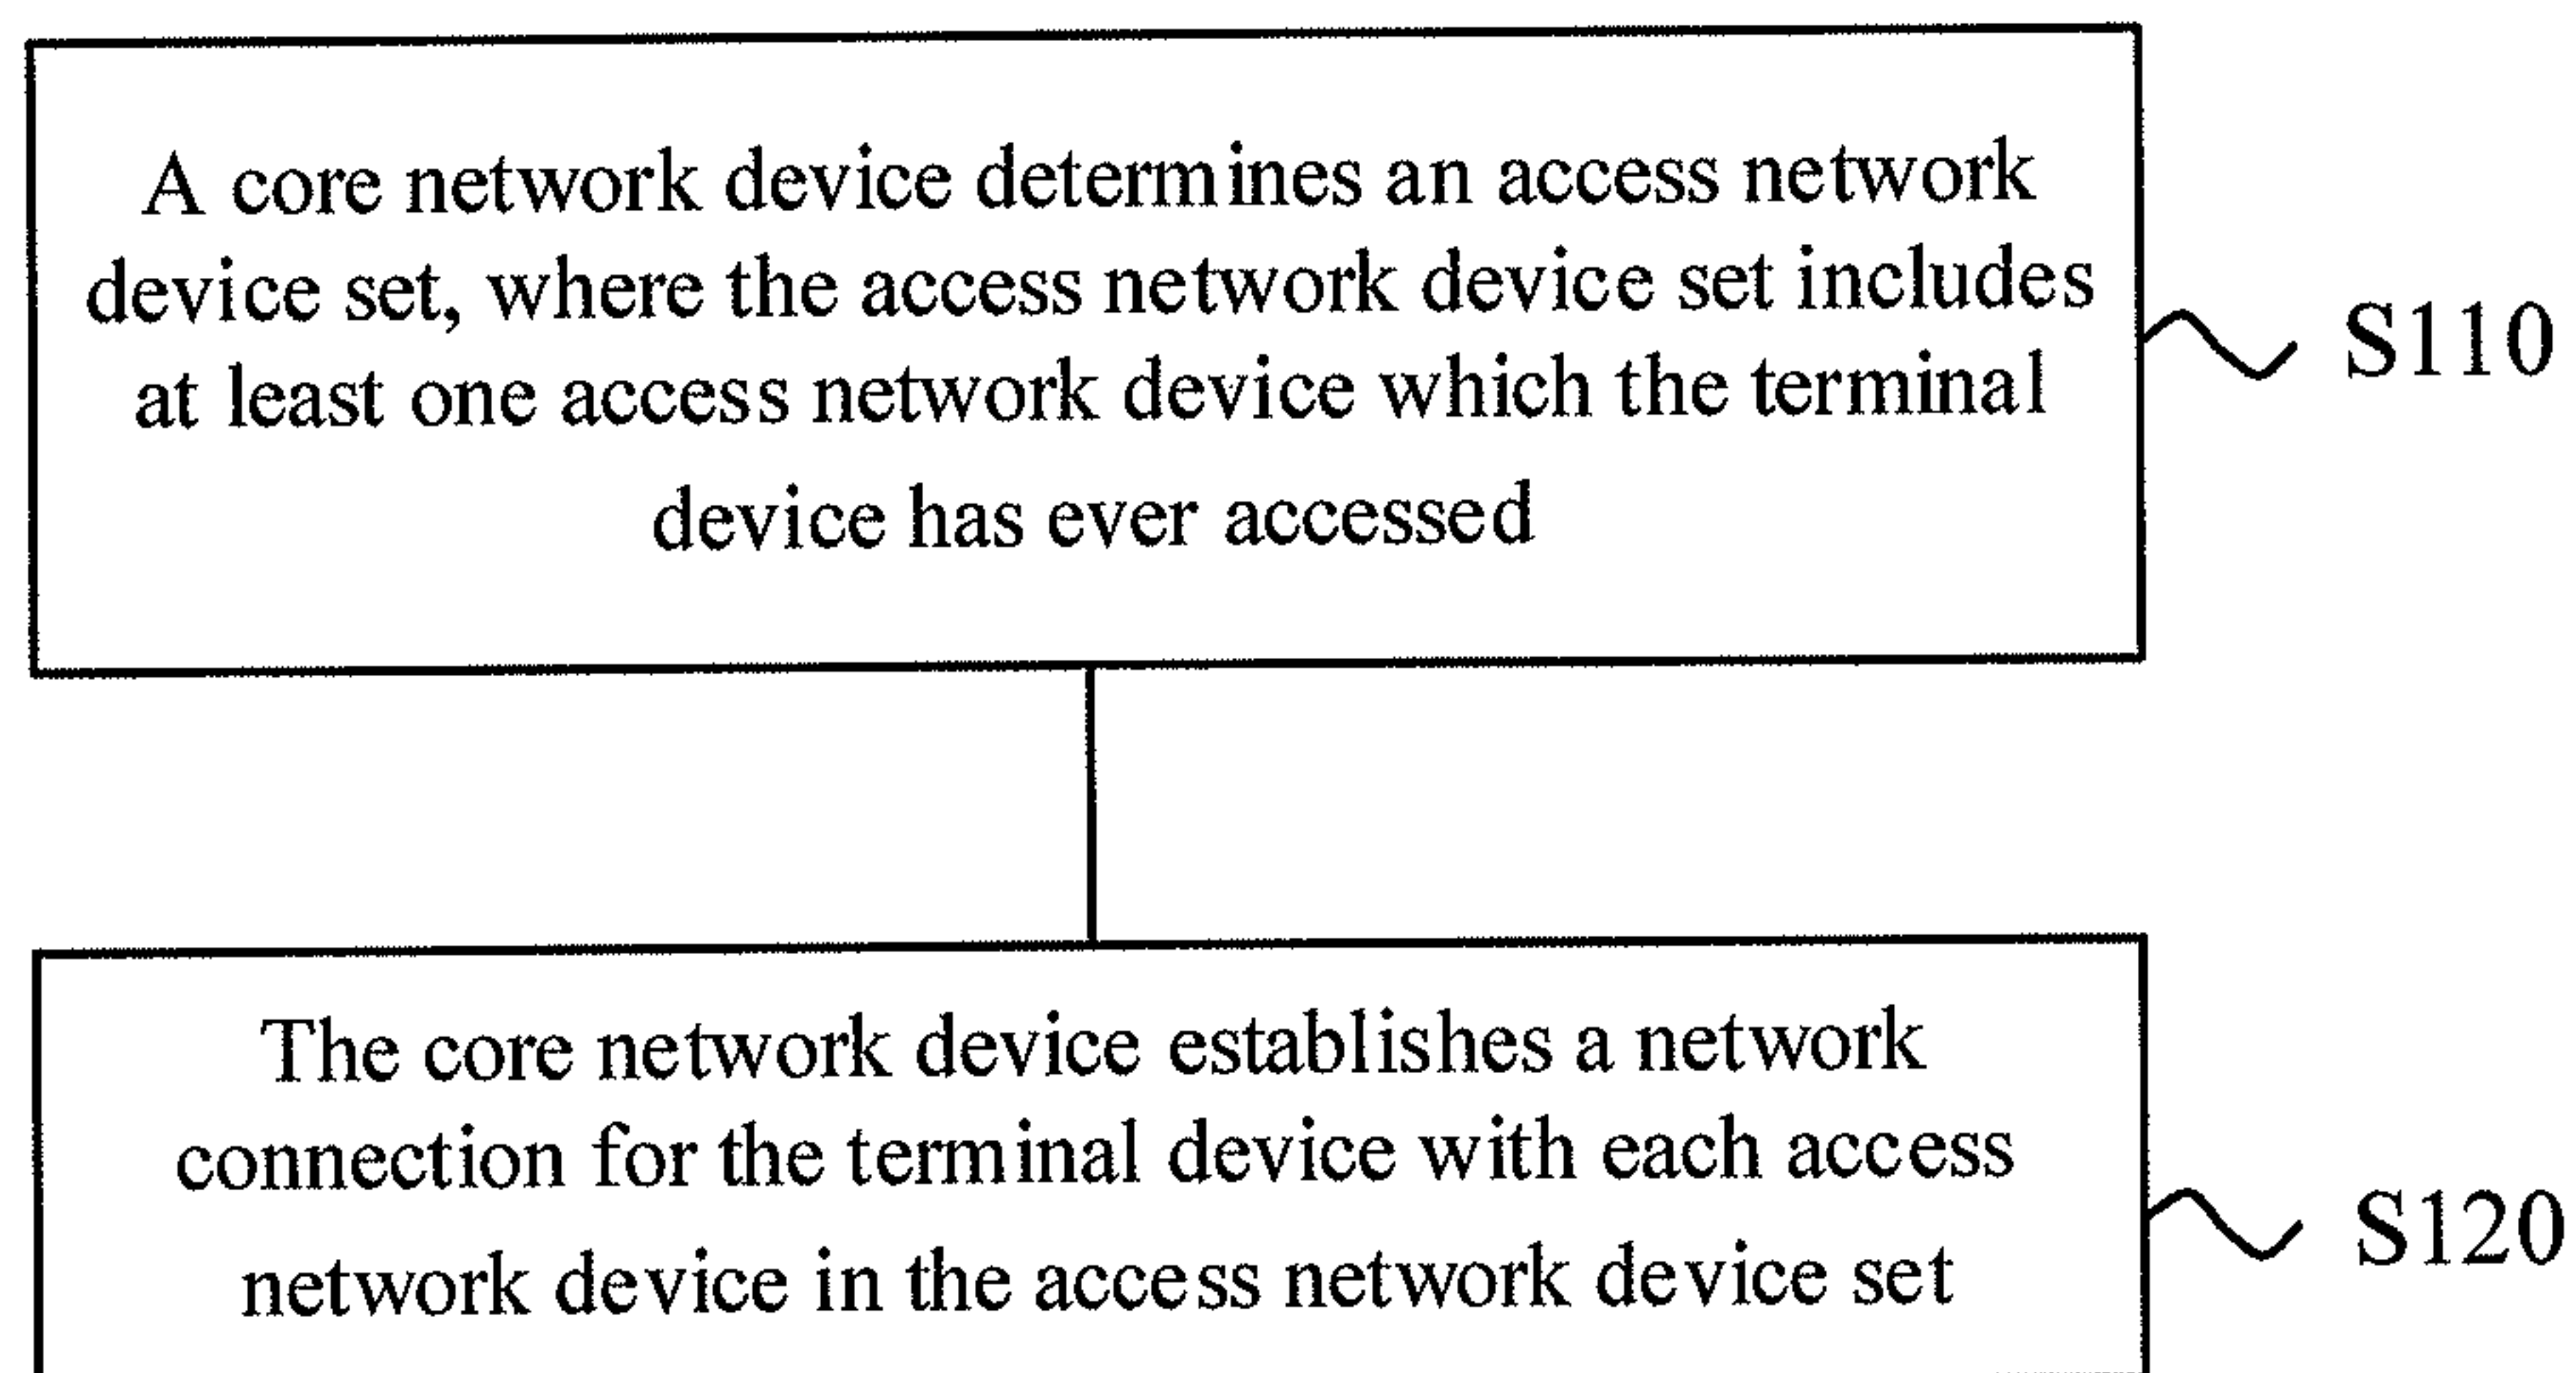 A core network device determines an access network
device set, where the access network device set includes
at least one access network device which the terminal
device has ever accessed
S110
The core network device establishes a network
connection for the terminal device with each access
network device in the access network device set
S120